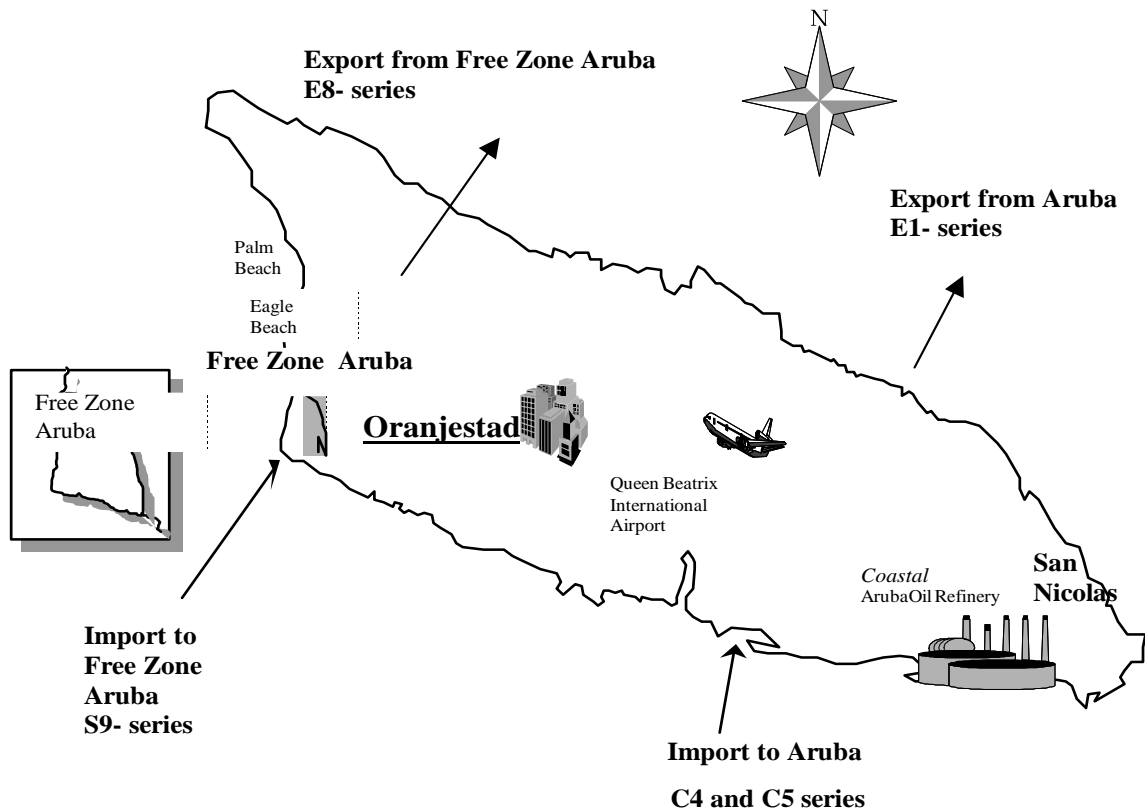 N
Export from Free Zone Aruba
E8- series
Export from Aruba
E1- series
Palm
Beach
Eagle
Beach
Free Zone Aruba
Free Zone
Aruba
N
Oranjestad
Queen Beatrix
International
Airport
Coastal
ArubaOil Refinery
San
Nicolas
Import to
Free Zone
Aruba
S9- series
Import to Aruba
C4 and C5 series